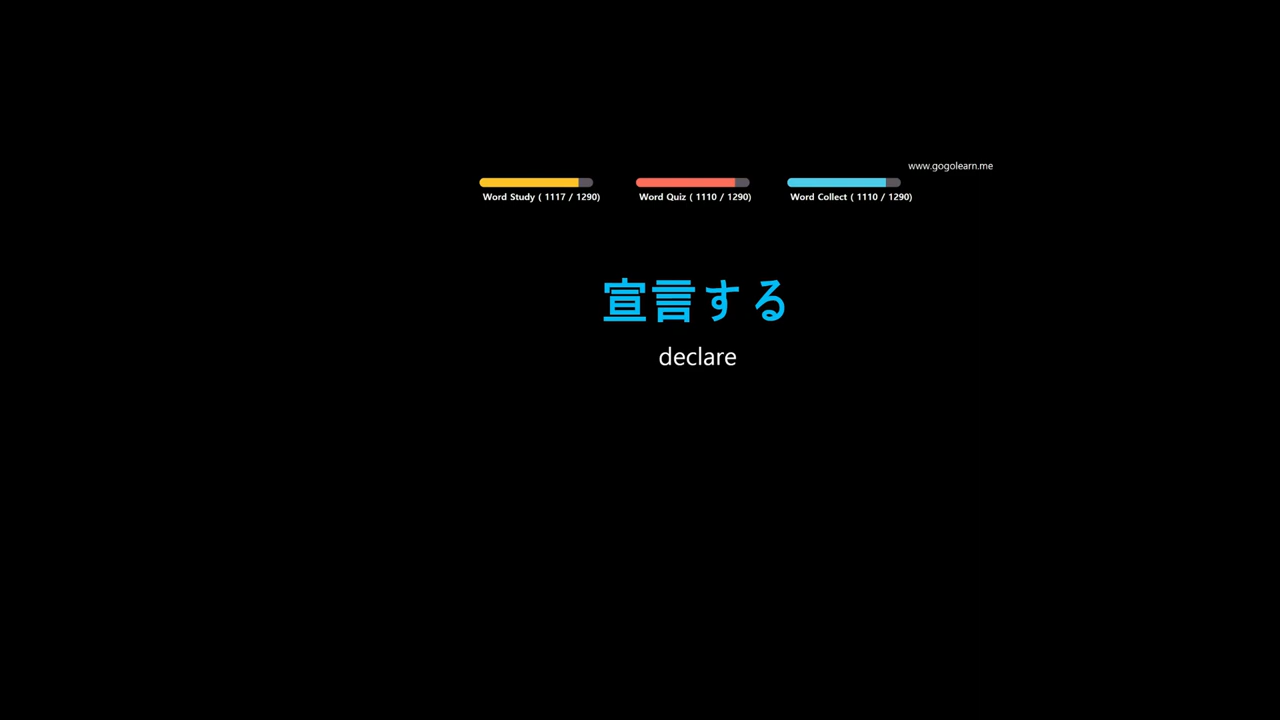 www.gogolearn.me
Word Study ( 1117 / 1290)
Word Quiz ( 1110 / 1290)
Word Collect ( 1110 / 1290)
宣言する
declare